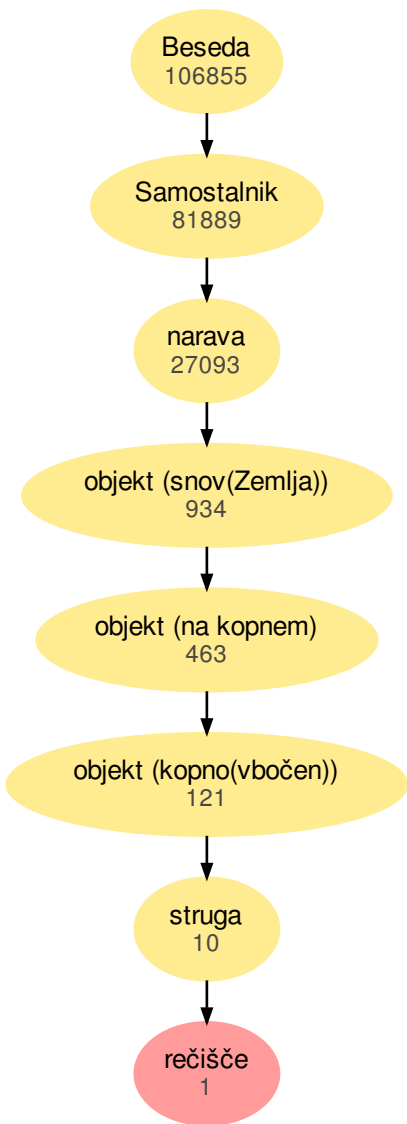 Beseda
106855
Samostalnik
81889
narava
27093
objekt (snov(Zemlja))
934
objekt (na kopnem)
463
objekt (kopno(vbočen))
121
struga
10
rečišče
1